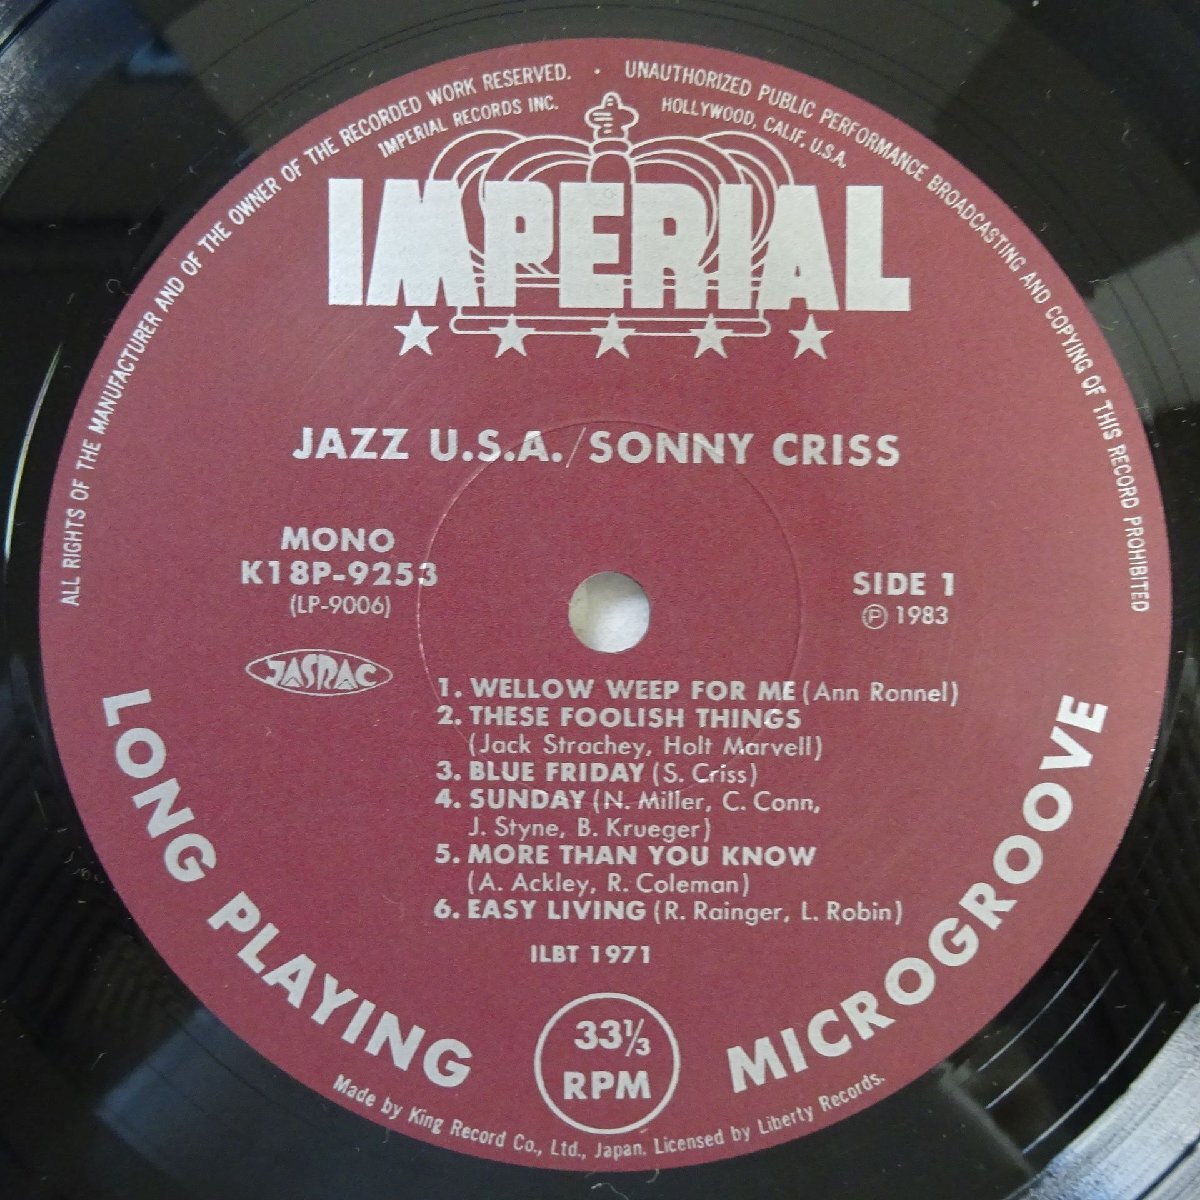 ALL RIGHTS OF THE MANUFACTURER AND OF THE OWNER OF THE RECORDED WORK RESERVED. · UNAUTHORIZED PUBLIC PERFORMANCE BROADCASTING AND COPYING OF THIS RECORD PROHIBITED
IMPERIAL RECORDS INC. HOLLYWOOD, CALIF. U.S.A.
IMPERIAL
JAZZ U.S.A./SONNY CRISS
MONO
K18P-9253
(LP-9006)
SIDE 1
Ⓟ 1983
JASRAC
1. WELLOW WEEP FOR ME (Ann Ronnel)
2. THESE FOOLISH THINGS
(Jack Strachey, Holt Marvell)
3. BLUE FRIDAY (S. Criss)
4. SUNDAY (N. Miller, C. Conn,
J. Styne, B. Krueger)
5. MORE THAN YOU KNOW
(A. Ackley, R. Coleman)
6. EASY LIVING (R. Rainger, L. Robin)
ILBT 1971
33⅓
RPM
LONG PLAYING MICROGROOVE
Made by King Record Co., Ltd., Japan. Licensed by Liberty Records.